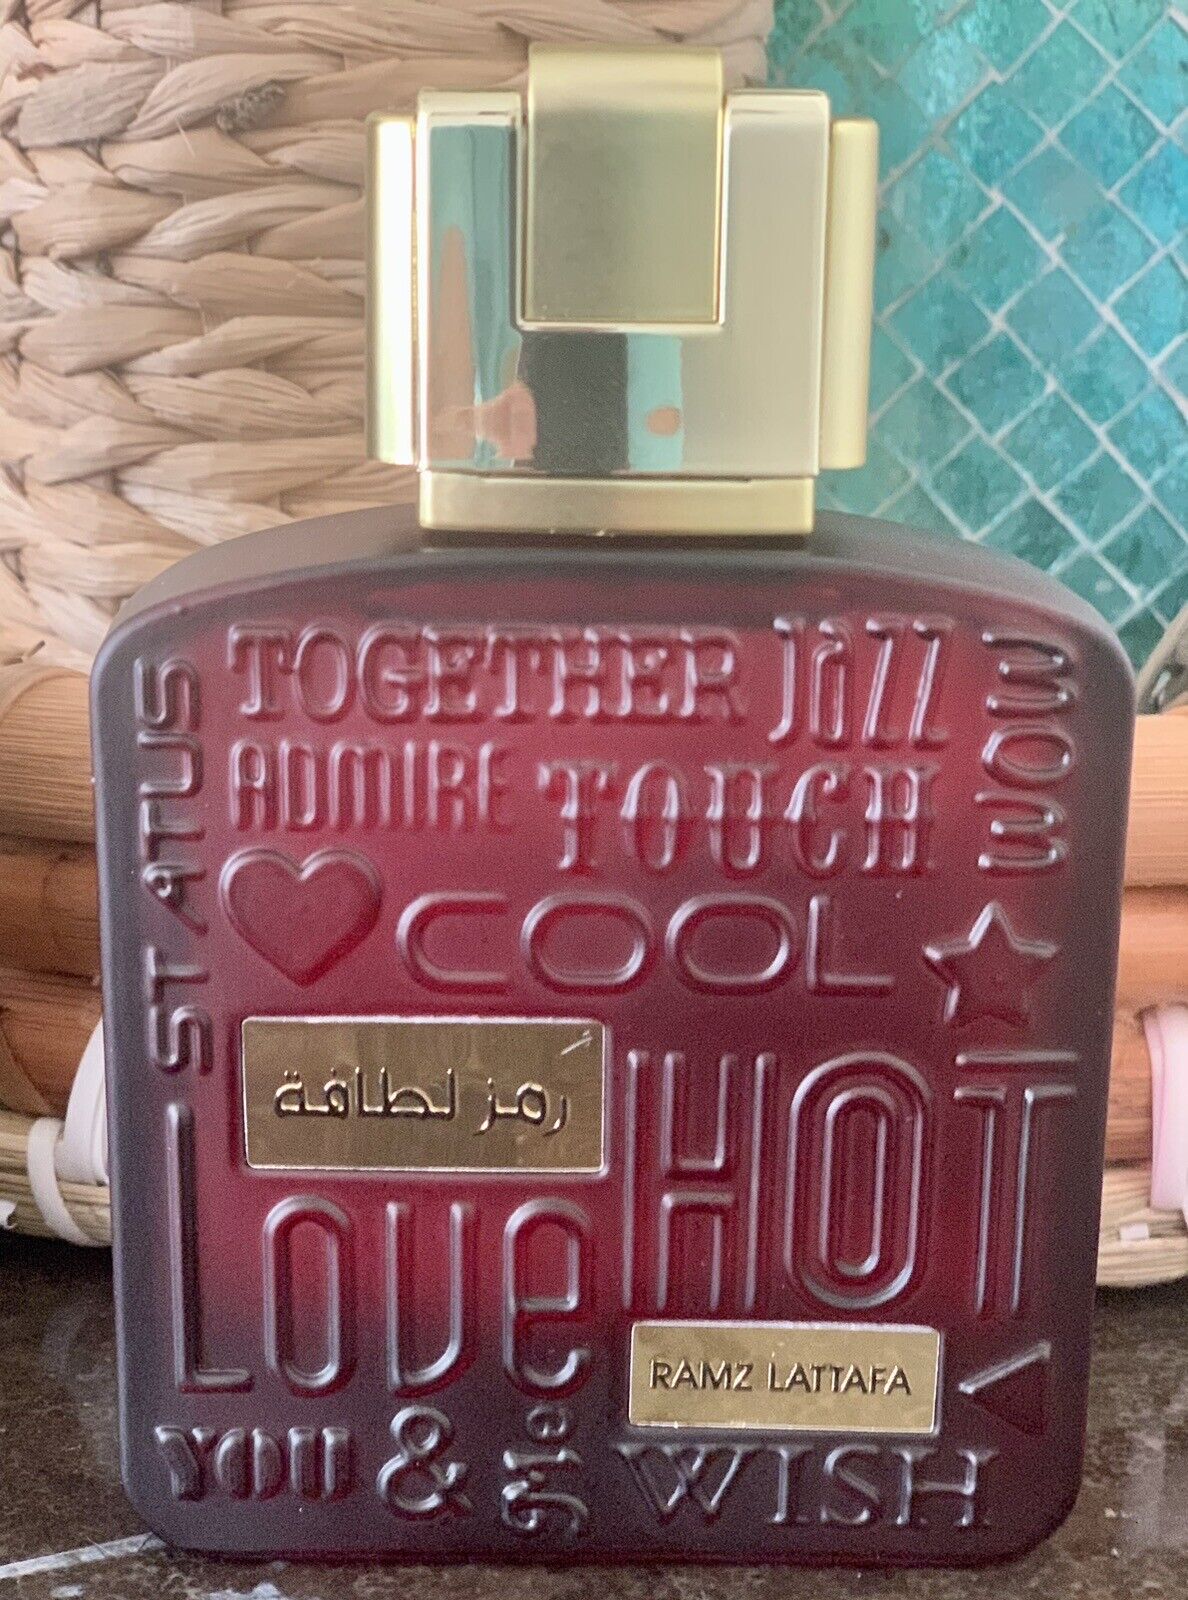 TOGETHER JaZZ
WOW
STATUS
ADMIRE TOUCH
COOL
رمز لطافة
HOT
Love
RAMZ LATTAFA
YOU & Me
WISH